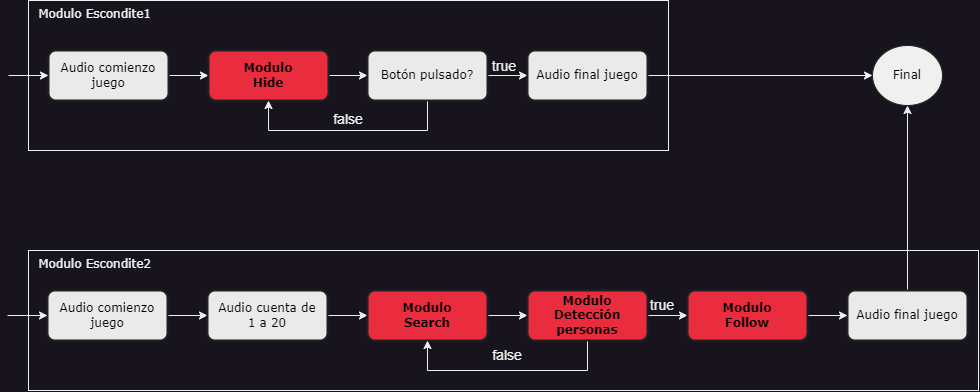 Modulo Escondite1
Audio comienzo
juego
Modulo
Hide
Botón pulsado?
true
Audio final juego
Final
false
Modulo Escondite2
Audio comienzo
juego
Audio cuenta de
1 a 20
Modulo
Search
Modulo
Detección
personas
true
Modulo
Follow
Audio final juego
false